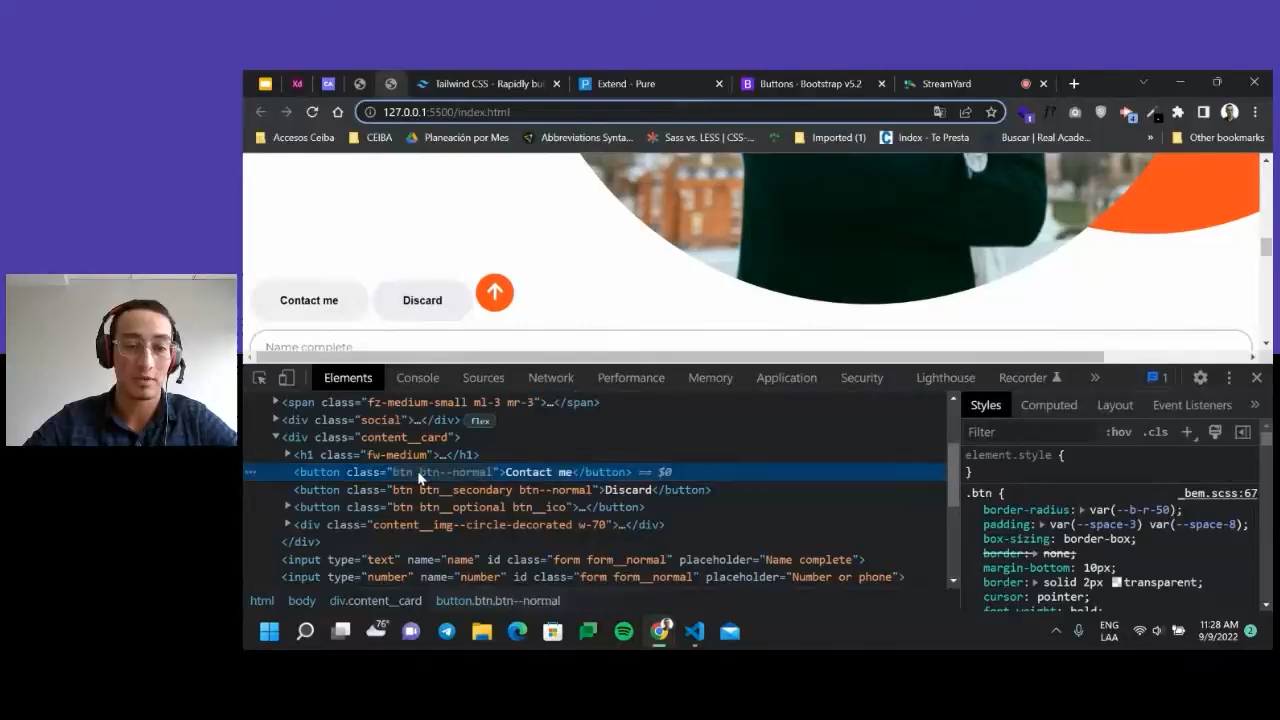 Xd
CA
Tailwind CSS - Rapidly bu
Extend - Pure
Buttons · Bootstrap v5.2
StreamYard
127.0.0.1:5500/index.html
Accesos Ceiba
CEIBA
Planeación por Mes
Abbreviations Synta...
Sass vs. LESS | CSS-...
Imported (1)
Index - Te Presta
Buscar | Real Acade...
»
Other bookmarks
Contact me
Discard
Name complete
Elements
Console
Sources
Network
Performance
Memory
Application
Security
Lighthouse
Recorder
»
1
<span class="fz-medium-small ml-3 mr-3">…</span>
<div class="social">…</div> flex
<div class="content__card">
<h1 class="fw-medium">…</h1>
<button class="btn btn--normal">Contact me</button> == $0
<button class="btn btn__secondary btn--normal">Discard</button>
<button class="btn btn__optional btn__ico">…</button>
<div class="content__img--circle-decorated w-70">…</div>
</div>
<input type="text" name="name" id class="form form__normal" placeholder="Name complete">
<input type="number" name="number" id class="form form__normal" placeholder="Number or phone">
html body div.content__card button.btn.btn--normal
Styles
Computed
Layout
Event Listeners
»
Filter
:hov .cls
element.style {
}
.btn { _bem.scss:67
border-radius: var(--b-r-50);
padding: var(--space-3) var(--space-8);
box-sizing: border-box;
border: none;
margin-bottom: 10px;
border: solid 2px transparent;
cursor: pointer;
font-weight: bold;
76°
ENG
LAA
11:28 AM
9/9/2022
2